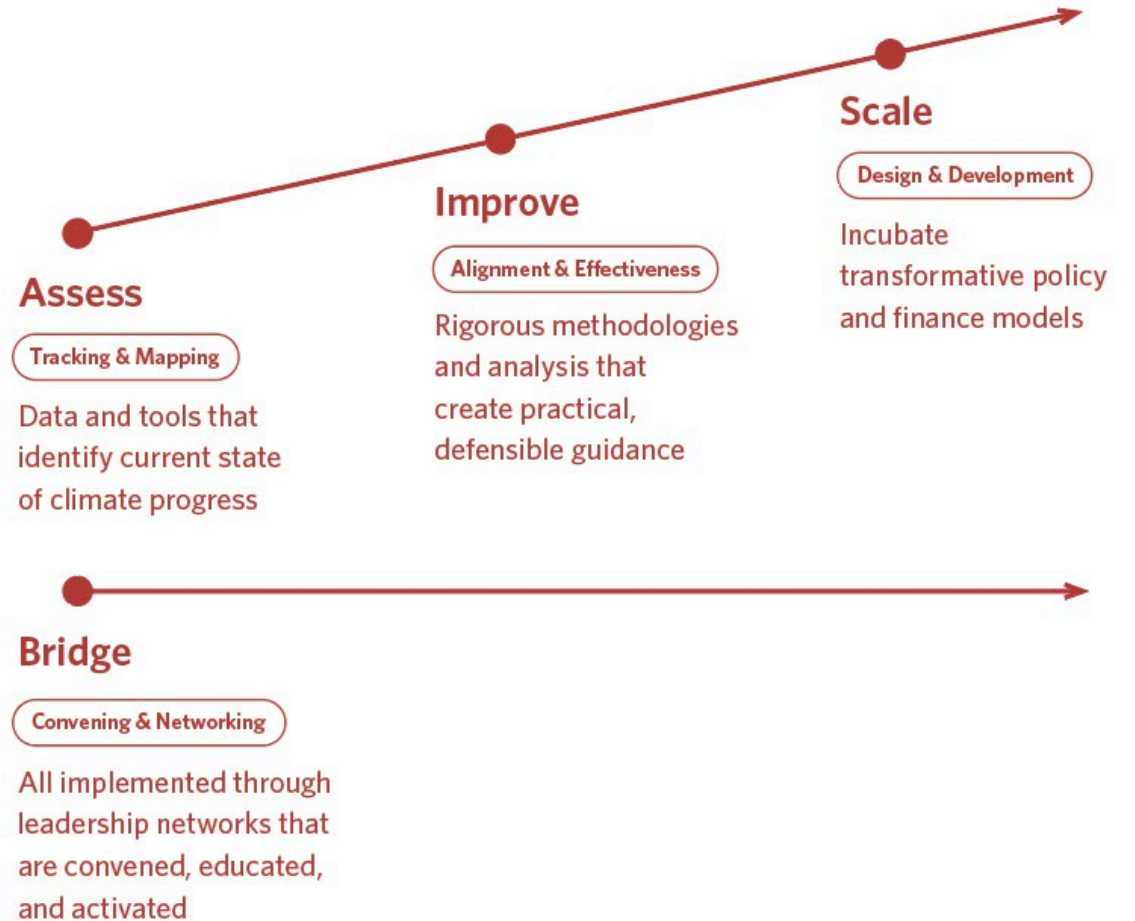 Scale
Design & Development
Incubate
transformative policy
and finance models
Improve
Alignment & Effectiveness
Rigorous methodologies
and analysis that
create practical,
defensible guidance
Assess
Tracking & Mapping
Data and tools that
identify current state
of climate progress
Bridge
Convening & Networking
All implemented through
leadership networks that
are convened, educated,
and activated